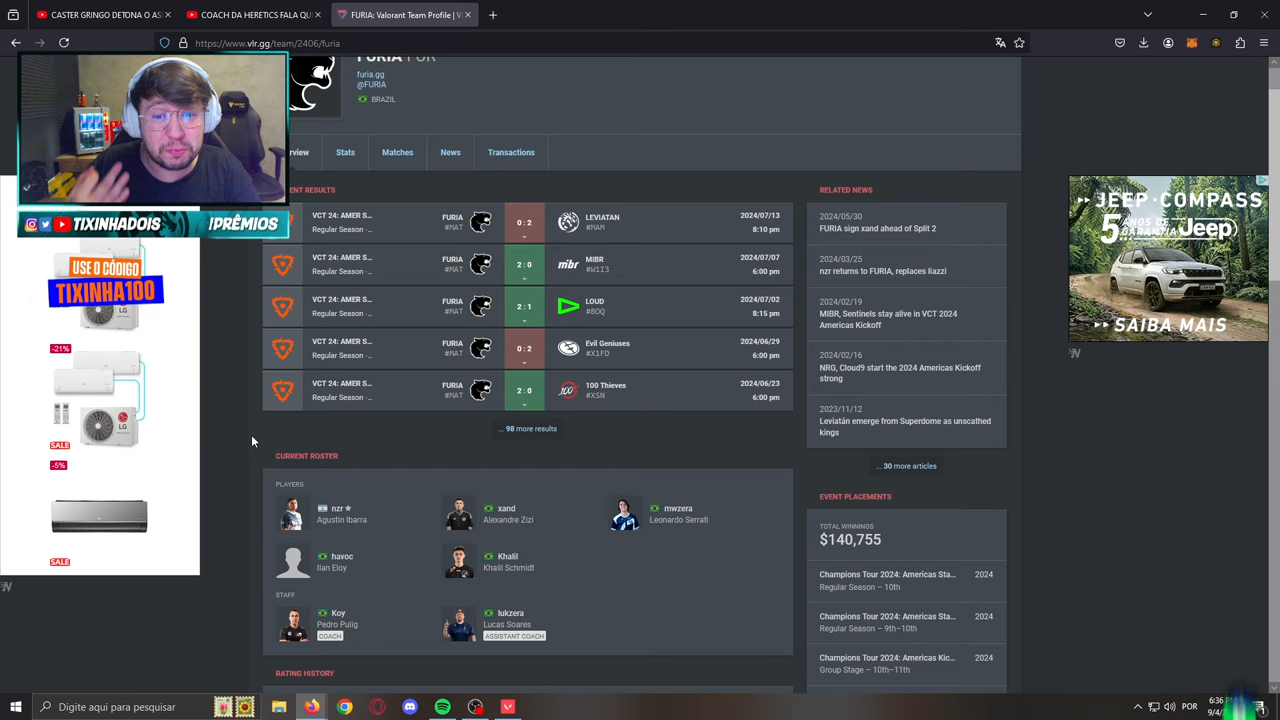 CASTER GRINGO DETONA O AS
COACH DA HERETICS FALA QU
FURIA: Valorant Team Profile | V
https://www.vlr.gg/team/2406/furia
furia.gg
@FURIA
BRAZIL
Stats
Matches
News
Transactions
TIXINHADOIS
!PRÊMIOS
USE O CÓDIGO
TIXINHA100
LG
-21%
LG
SALE
-5%
SALE
VCT 24: AMER S...
Regular Season -...
FURIA
#MAT
0 : 2
LEVIATAN
#MAM
2024/07/13
8:10 pm
VCT 24: AMER S...
Regular Season -...
FURIA
#MAT
2 : 0
mibr
MIBR
#WII3
2024/07/07
6:00 pm
VCT 24: AMER S...
Regular Season -...
FURIA
#MAT
2 : 1
LOUD
#BOQ
2024/07/02
8:15 pm
VCT 24: AMER S...
Regular Season -...
FURIA
#MAT
0 : 2
Evil Geniuses
#X1FD
2024/06/29
6:00 pm
VCT 24: AMER S...
Regular Season -...
FURIA
#MAT
2 : 0
100 Thieves
#XSN
2024/06/23
6:00 pm
... 98 more results
CURRENT ROSTER
PLAYERS
nzr
Agustin Ibarra
xand
Alexandre Zizi
mwzera
Leonardo Serrati
havoc
Ilan Eloy
Khalil
Khalil Schmidt
STAFF
Koy
Pedro Pulig
COACH
lukzera
Lucas Soares
ASSISTANT COACH
RATING HISTORY
RELATED NEWS
2024/05/30
FURIA sign xand ahead of Split 2
2024/03/25
nzr returns to FURIA, replaces liazzi
2024/02/19
MIBR, Sentinels stay alive in VCT 2024
Americas Kickoff
2024/02/16
NRG, Cloud9 start the 2024 Americas Kickoff
strong
2023/11/12
Leviatán emerge from Superdome as unscathed
kings
... 30 more articles
EVENT PLACEMENTS
TOTAL WINNINGS
$140,755
Champions Tour 2024: Americas Sta...
2024
Regular Season – 10th
Champions Tour 2024: Americas Sta...
2024
Regular Season – 9th–10th
Champions Tour 2024: Americas Kic...
2024
Group Stage – 10th–11th
JEEP COMPASS
5 ANOS DE
GARANTIA
Jeep
SAIBA MAIS
Digite aqui para pesquisar
POR
6:36 P
9/4/